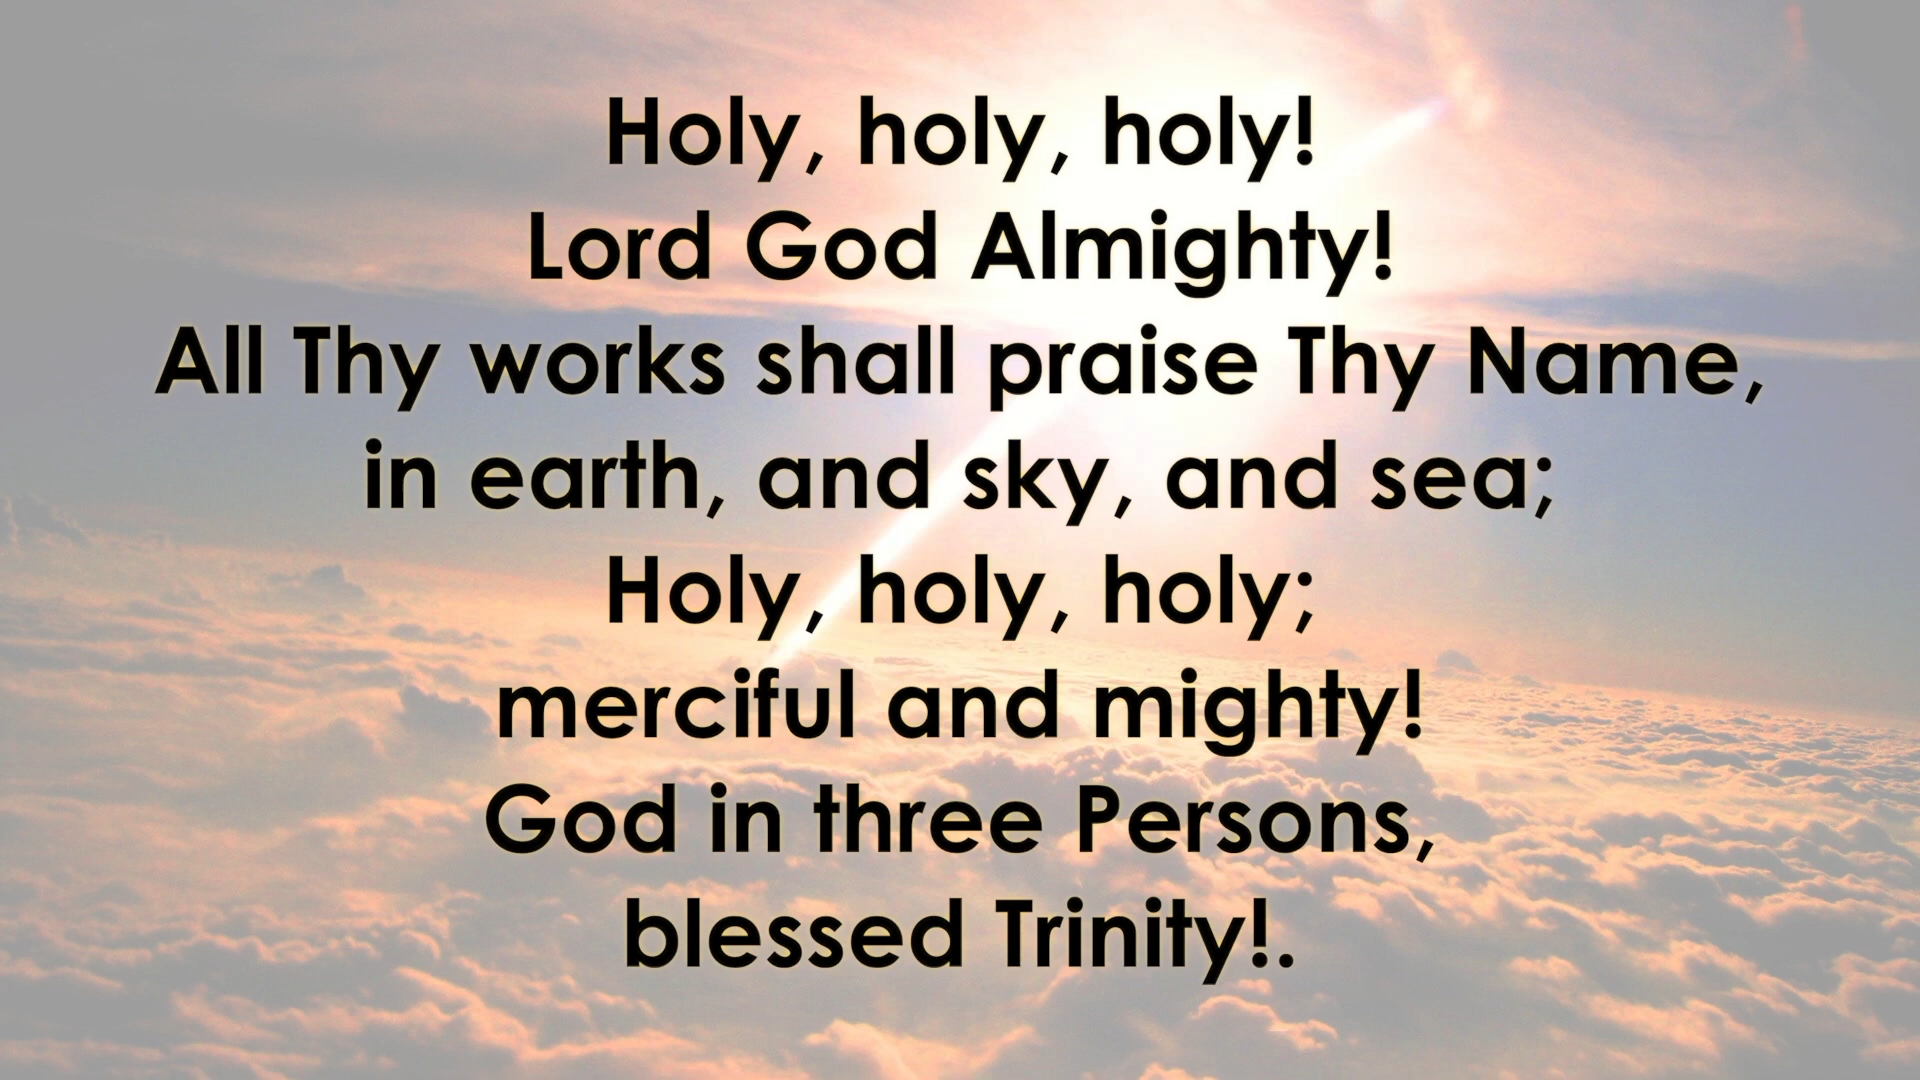 Holy, holy, holy!
Lord God Almighty!
All Thy works shall praise Thy Name,
in earth, and sky, and sea;
Holy, holy, holy;
merciful and mighty!
God in three Persons,
blessed Trinity!.